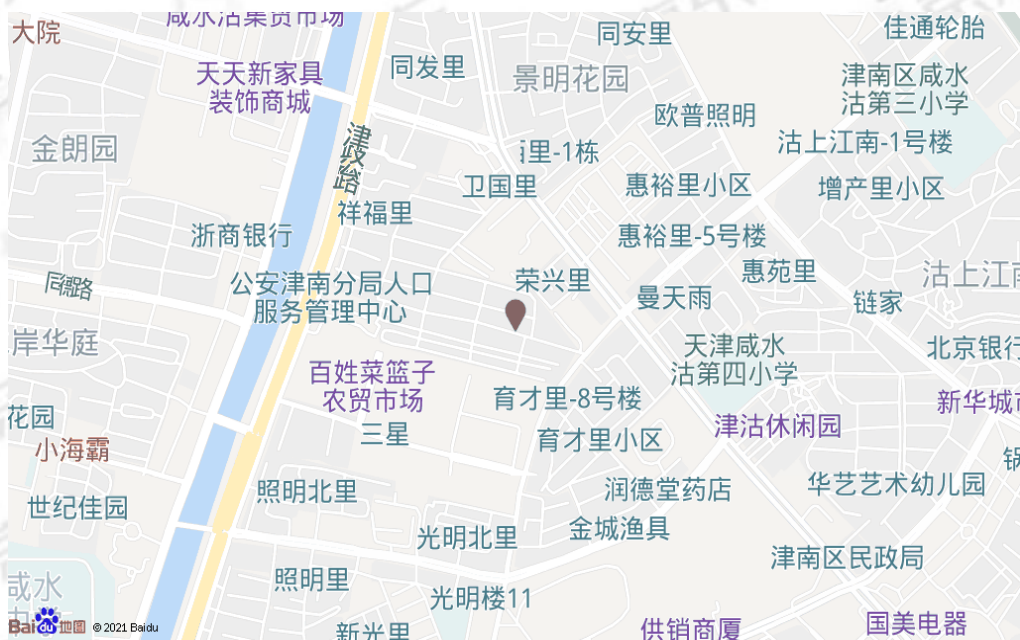 咸水沽集贸市场
大院
同安里
佳通轮胎
同发里
天天新家具
装饰商城
景明花园
津南区咸水
沽第三小学
欧普照明
津岐路
金朗园
里-1栋
沽上江南-1号楼
卫国里
惠裕里小区
增产里小区
祥福里
浙商银行
惠裕里-5号楼
同德路
公安津南分局人口
服务管理中心
荣兴里
惠苑里
沽上江南
曼天雨
链家
岸华庭
天津咸水
沽第四小学
北京银行
百姓菜篮子
农贸市场
育才里-8号楼
新华城市
花园
三星
津沽休闲园
小海霸
育才里小区
锅
照明北里
润德堂药店
华艺艺术幼儿园
世纪佳园
光明北里
金城渔具
津南区民政局
照明里
咸水
光明楼11
新光里
供销商厦
国美电器
Bai du 地图
© 2021 Baidu